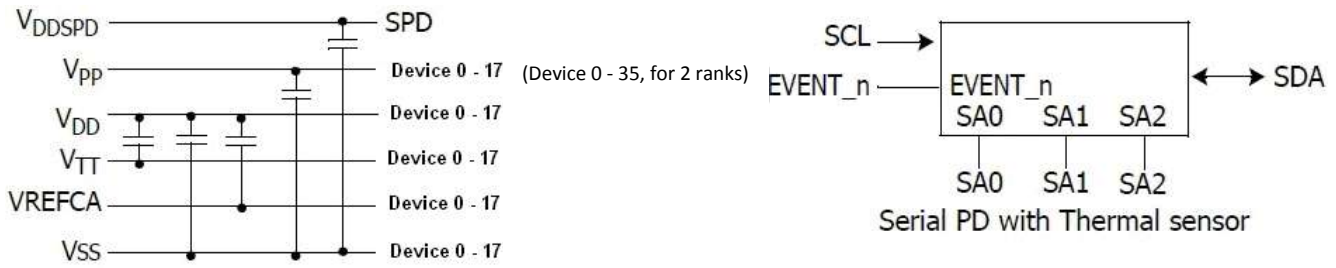 VDDSPD SPD
VPP Device 0 - 17 (Device 0 - 35, for 2 ranks)
VDD Device 0 - 17
VTT Device 0 - 17
VREFCA Device 0 - 17
VSS Device 0 - 17
SCL
EVENT_n EVENT_n SDA
SA0 SA1 SA2
SA0 SA1 SA2
Serial PD with Thermal sensor